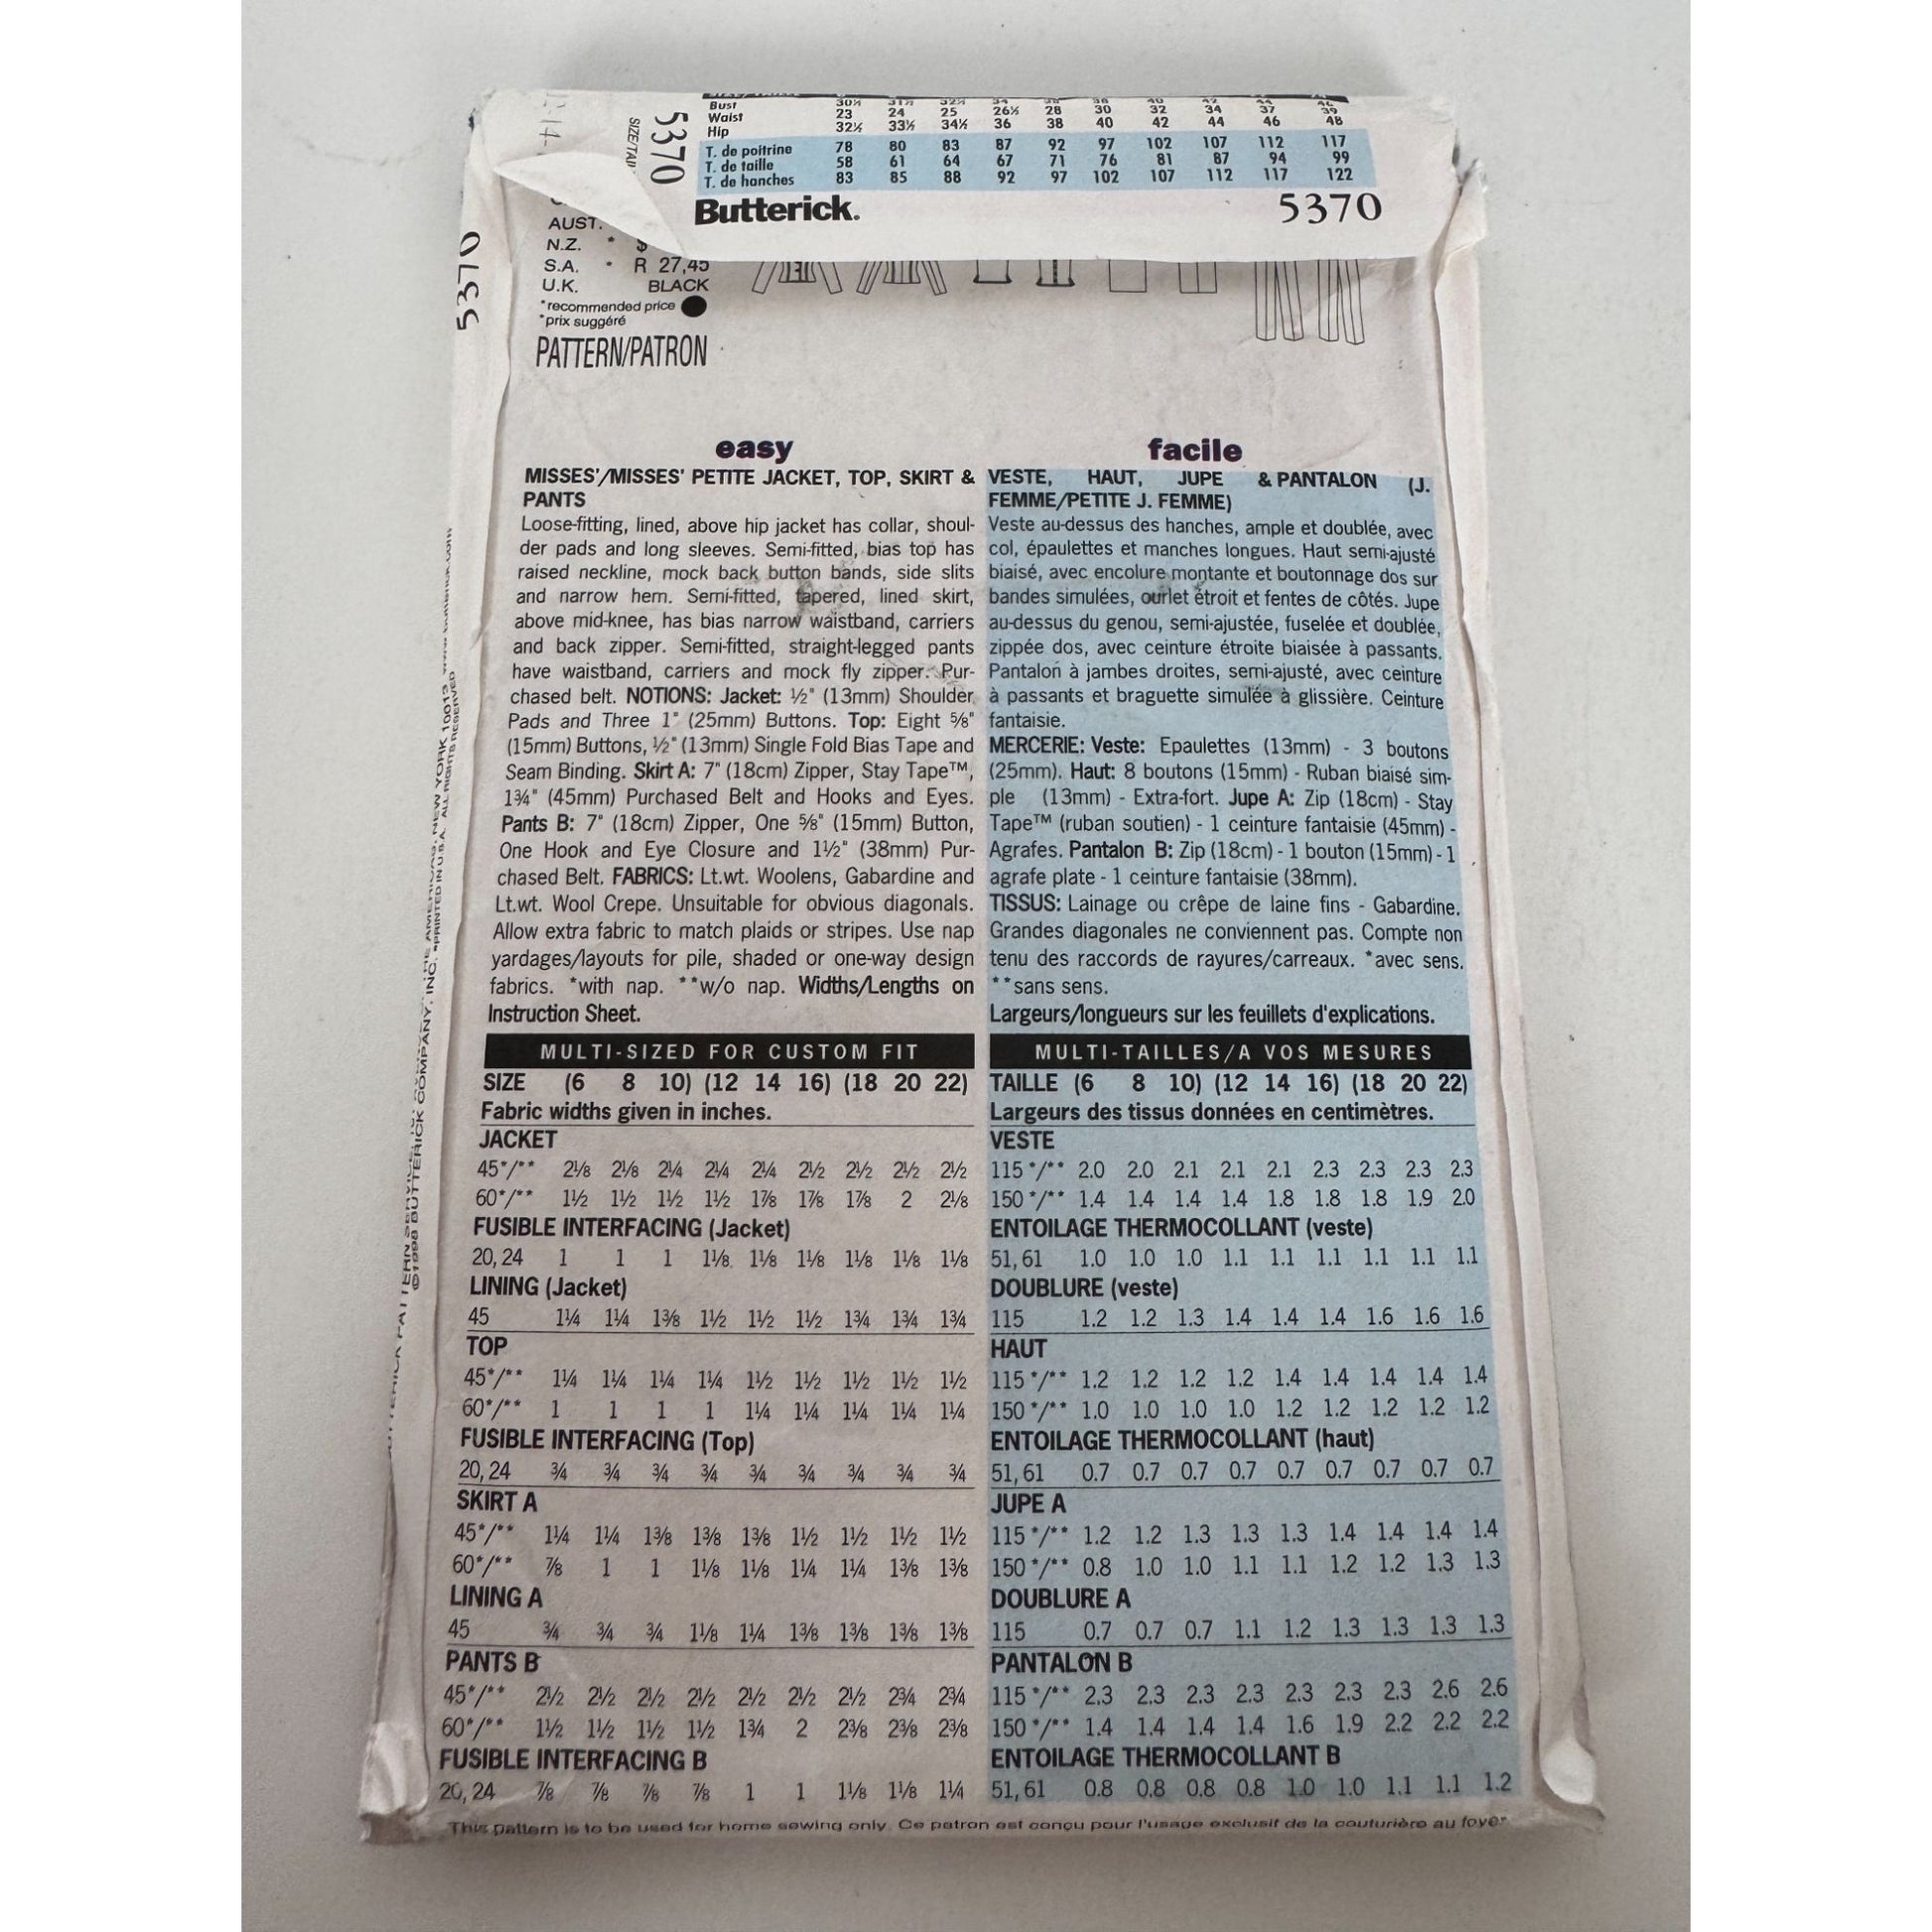 Bust 30½ 31½ 32½ 34 36 38 40 42 44 46
Waist 23 24 25 26½ 28 30 32 34 37 39
Hip 32½ 33½ 34½ 36 38 40 42 44 46 48
T. de poitrine 78 80 83 87 92 97 102 107 112 117
T. de taille 58 61 64 67 71 76 81 87 94 99
T. de hanches 83 85 88 92 97 102 107 112 117 122
Butterick. 5370
5370
SIZE/TAIL
5370
AUST.
N.Z. * $
S.A. * R 27,45
U.K. BLACK
*recommended price
*prix suggéré
PATTERN/PATRON
easy
MISSES'/MISSES' PETITE JACKET, TOP, SKIRT &
PANTS
Loose-fitting, lined, above hip jacket has collar, shoul-
der pads and long sleeves. Semi-fitted, bias top has
raised neckline, mock back button bands, side slits
and narrow hem. Semi-fitted, tapered, lined skirt,
above mid-knee, has bias narrow waistband, carriers
and back zipper. Semi-fitted, straight-legged pants
have waistband, carriers and mock fly zipper. Pur-
chased belt. NOTIONS: Jacket: ½" (13mm) Shoulder
Pads and Three 1" (25mm) Buttons. Top: Eight ⅝"
(15mm) Buttons, ½" (13mm) Single Fold Bias Tape and
Seam Binding. Skirt A: 7" (18cm) Zipper, Stay Tape™,
1¾" (45mm) Purchased Belt and Hooks and Eyes.
Pants B: 7" (18cm) Zipper, One ⅝" (15mm) Button,
One Hook and Eye Closure and 1½" (38mm) Pur-
chased Belt. FABRICS: Lt.wt. Woolens, Gabardine and
Lt.wt. Wool Crepe. Unsuitable for obvious diagonals.
Allow extra fabric to match plaids or stripes. Use nap
yardages/layouts for pile, shaded or one-way design
fabrics. *with nap. **w/o nap. Widths/Lengths on
Instruction Sheet.
MULTI-SIZED FOR CUSTOM FIT
SIZE (6 8 10) (12 14 16) (18 20 22)
Fabric widths given in inches.
JACKET
45*/** 2⅛ 2⅛ 2¼ 2¼ 2¼ 2½ 2½ 2½ 2½
60*/** 1½ 1½ 1½ 1½ 1⅞ 1⅞ 1⅞ 2 2⅛
FUSIBLE INTERFACING (Jacket)
20, 24 1 1 1 1⅛ 1⅛ 1⅛ 1⅛ 1⅛ 1⅛
LINING (Jacket)
45 1¼ 1¼ 1⅜ 1½ 1½ 1½ 1¾ 1¾ 1¾
TOP
45*/** 1¼ 1¼ 1¼ 1¼ 1½ 1½ 1½ 1½ 1½
60*/** 1 1 1 1 1¼ 1¼ 1¼ 1¼ 1¼
FUSIBLE INTERFACING (Top)
20, 24 ¾ ¾ ¾ ¾ ¾ ¾ ¾ ¾ ¾
SKIRT A
45*/** 1¼ 1¼ 1⅜ 1⅜ 1⅜ 1½ 1½ 1½ 1½
60*/** ⅞ 1 1 1⅛ 1⅛ 1¼ 1¼ 1⅜ 1⅜
LINING A
45 ¾ ¾ ¾ 1⅛ 1¼ 1⅜ 1⅜ 1⅜ 1⅜
PANTS B
45*/** 2½ 2½ 2½ 2½ 2½ 2½ 2½ 2¾ 2¾
60*/** 1½ 1½ 1½ 1½ 1¾ 2 2⅜ 2⅜ 2⅜
FUSIBLE INTERFACING B
20, 24 ⅞ ⅞ ⅞ ⅞ 1 1 1⅛ 1⅛ 1¼
facile
VESTE, HAUT, JUPE & PANTALON (J.
FEMME/PETITE J. FEMME)
Veste au-dessus des hanches, ample et doublée, avec
col, épaulettes et manches longues. Haut semi-ajusté
biaisé, avec encolure montante et boutonnage dos sur
bandes simulées, ourlet étroit et fentes de côtés. Jupe
au-dessus du genou, semi-ajustée, fuselée et doublée,
zippée dos, avec ceinture étroite biaisée à passants.
Pantalon à jambes droites, semi-ajusté, avec ceinture
à passants et braguette simulée à glissière. Ceinture
fantaisie.
MERCERIE: Veste: Epaulettes (13mm) - 3 boutons
(25mm). Haut: 8 boutons (15mm) - Ruban biaisé sim-
ple (13mm) - Extra-fort. Jupe A: Zip (18cm) - Stay
Tape™ (ruban soutien) - 1 ceinture fantaisie (45mm) -
Agrafes. Pantalon B: Zip (18cm) - 1 bouton (15mm) - 1
agrafe plate - 1 ceinture fantaisie (38mm).
TISSUS: Lainage ou crêpe de laine fins - Gabardine.
Grandes diagonales ne conviennent pas. Compte non
tenu des raccords de rayures/carreaux. *avec sens.
**sans sens.
Largeurs/longueurs sur les feuillets d'explications.
MULTI-TAILLES/A VOS MESURES
TAILLE (6 8 10) (12 14 16) (18 20 22)
Largeurs des tissus données en centimètres.
VESTE
115*/** 2.0 2.0 2.1 2.1 2.1 2.3 2.3 2.3 2.3
150*/** 1.4 1.4 1.4 1.4 1.8 1.8 1.8 1.9 2.0
ENTOILAGE THERMOCOLLANT (veste)
51, 61 1.0 1.0 1.0 1.1 1.1 1.1 1.1 1.1 1.1
DOUBLURE (veste)
115 1.2 1.2 1.3 1.4 1.4 1.4 1.6 1.6 1.6
HAUT
115*/** 1.2 1.2 1.2 1.2 1.4 1.4 1.4 1.4 1.4
150*/** 1.0 1.0 1.0 1.0 1.2 1.2 1.2 1.2 1.2
ENTOILAGE THERMOCOLLANT (haut)
51, 61 0.7 0.7 0.7 0.7 0.7 0.7 0.7 0.7 0.7
JUPE A
115*/** 1.2 1.2 1.3 1.3 1.3 1.4 1.4 1.4 1.4
150*/** 0.8 1.0 1.0 1.1 1.1 1.2 1.2 1.3 1.3
DOUBLURE A
115 0.7 0.7 0.7 1.1 1.2 1.3 1.3 1.3 1.3
PANTALON B
115*/** 2.3 2.3 2.3 2.3 2.3 2.3 2.3 2.6 2.6
150*/** 1.4 1.4 1.4 1.4 1.6 1.9 2.2 2.2 2.2
ENTOILAGE THERMOCOLLANT B
51, 61 0.8 0.8 0.8 0.8 1.0 1.0 1.1 1.1 1.2
This pattern is to be used for home sewing only. Ce patron est conçu pour l'usage exclusif de la couturière au foyer
©1998 BUTTERICK COMPANY, INC. •PRINTED IN U.S.A. ALL RIGHTS RESERVED